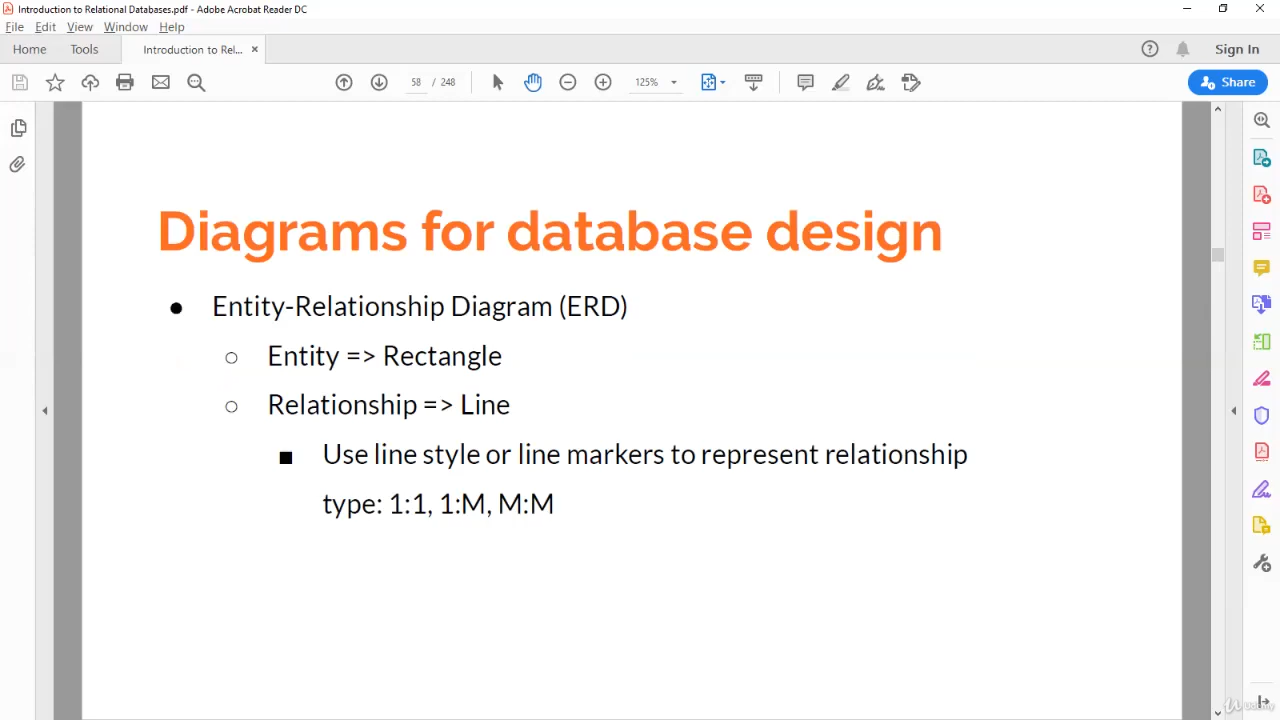 Introduction to Relational Databases.pdf - Adobe Acrobat Reader DC
File Edit View Window Help
Home Tools Introduction to Rel... × Sign In
58 / 248 125% Share
Diagrams for database design
● Entity-Relationship Diagram (ERD)
○ Entity => Rectangle
○ Relationship => Line
■ Use line style or line markers to represent relationship
type: 1:1, 1:M, M:M
Udemy